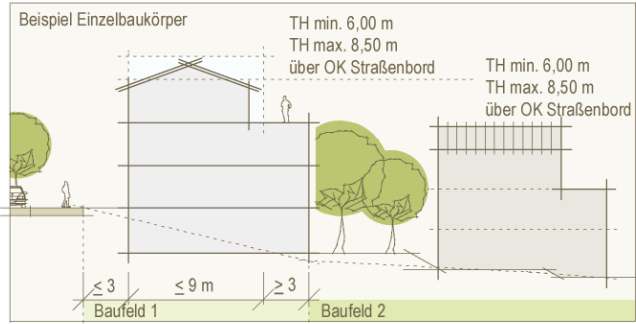 Beispiel Einzelbaukörper
TH min. 6,00 m
TH max. 8,50 m
über OK Straßenbord
TH min. 6,00 m
TH max. 8,50 m
über OK Straßenbord
≤ 3
≤ 9 m
≥ 3
Baufeld 1
Baufeld 2